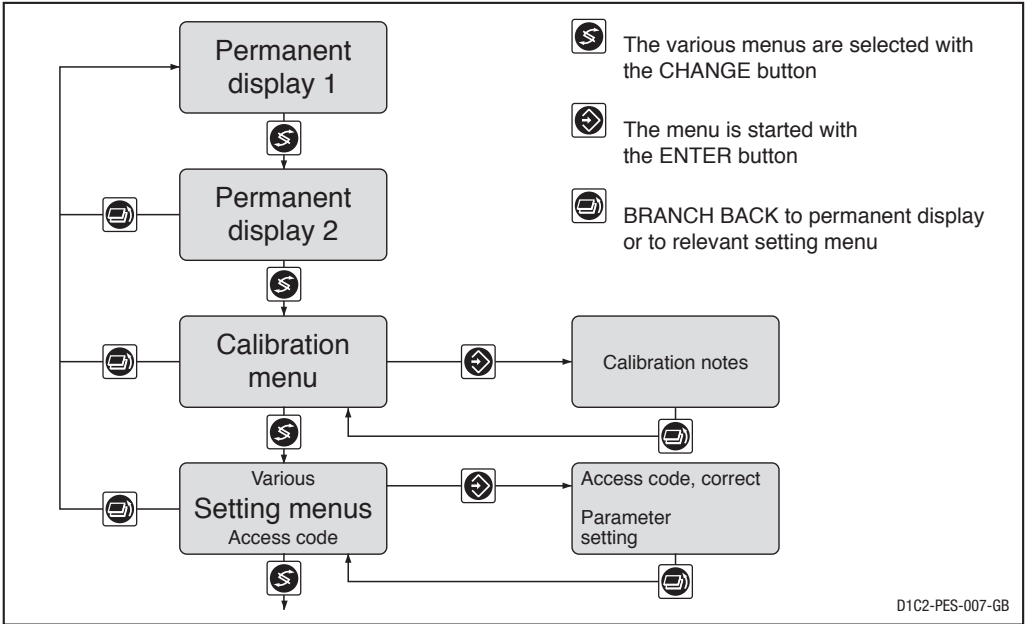 Permanent
display 1
The various menus are selected with
the CHANGE button
The menu is started with
the ENTER button
Permanent
display 2
BRANCH BACK to permanent display
or to relevant setting menu
Calibration
menu
Calibration notes
Various
Setting menus
Access code
Access code, correct
Parameter
setting
D1C2-PES-007-GB